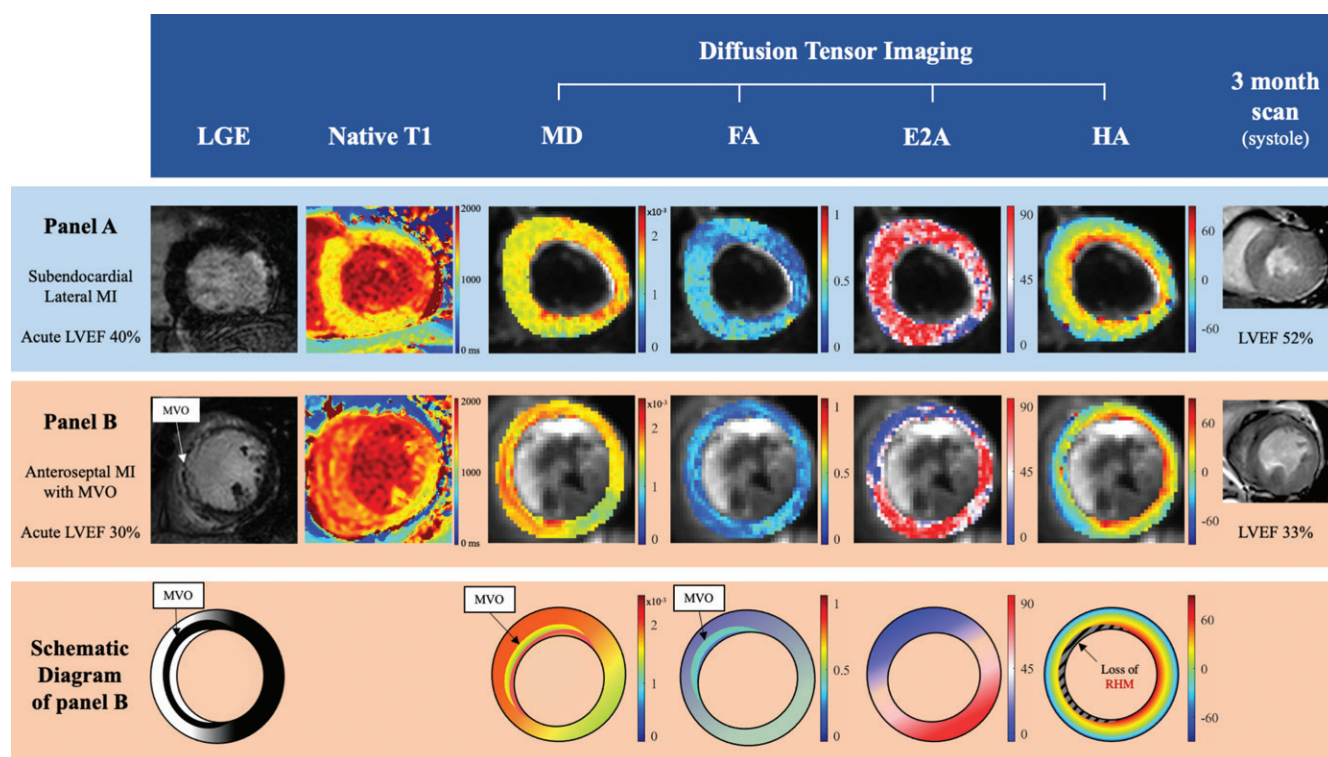 Diffusion Tensor Imaging
3 month
scan
(systole)
LGE
Native T1
MD
FA
E2A
HA
Panel A
Subendocardial
Lateral MI
Acute LVEF 40%
2000
1000
0 ms
x10-3
2
1
0
1
0.5
0
90
45
0
60
0
-60
LVEF 52%
Panel B
Anteroseptal MI
with MVO
Acute LVEF 30%
MVO
2000
1000
0 ms
x10-3
2
1
0
1
0.5
0
90
45
0
60
0
-60
LVEF 33%
Schematic
Diagram
of panel B
MVO
MVO
x10-3
2
1
0
MVO
1
0.5
0
90
45
0
Loss of
RHM
60
0
-60